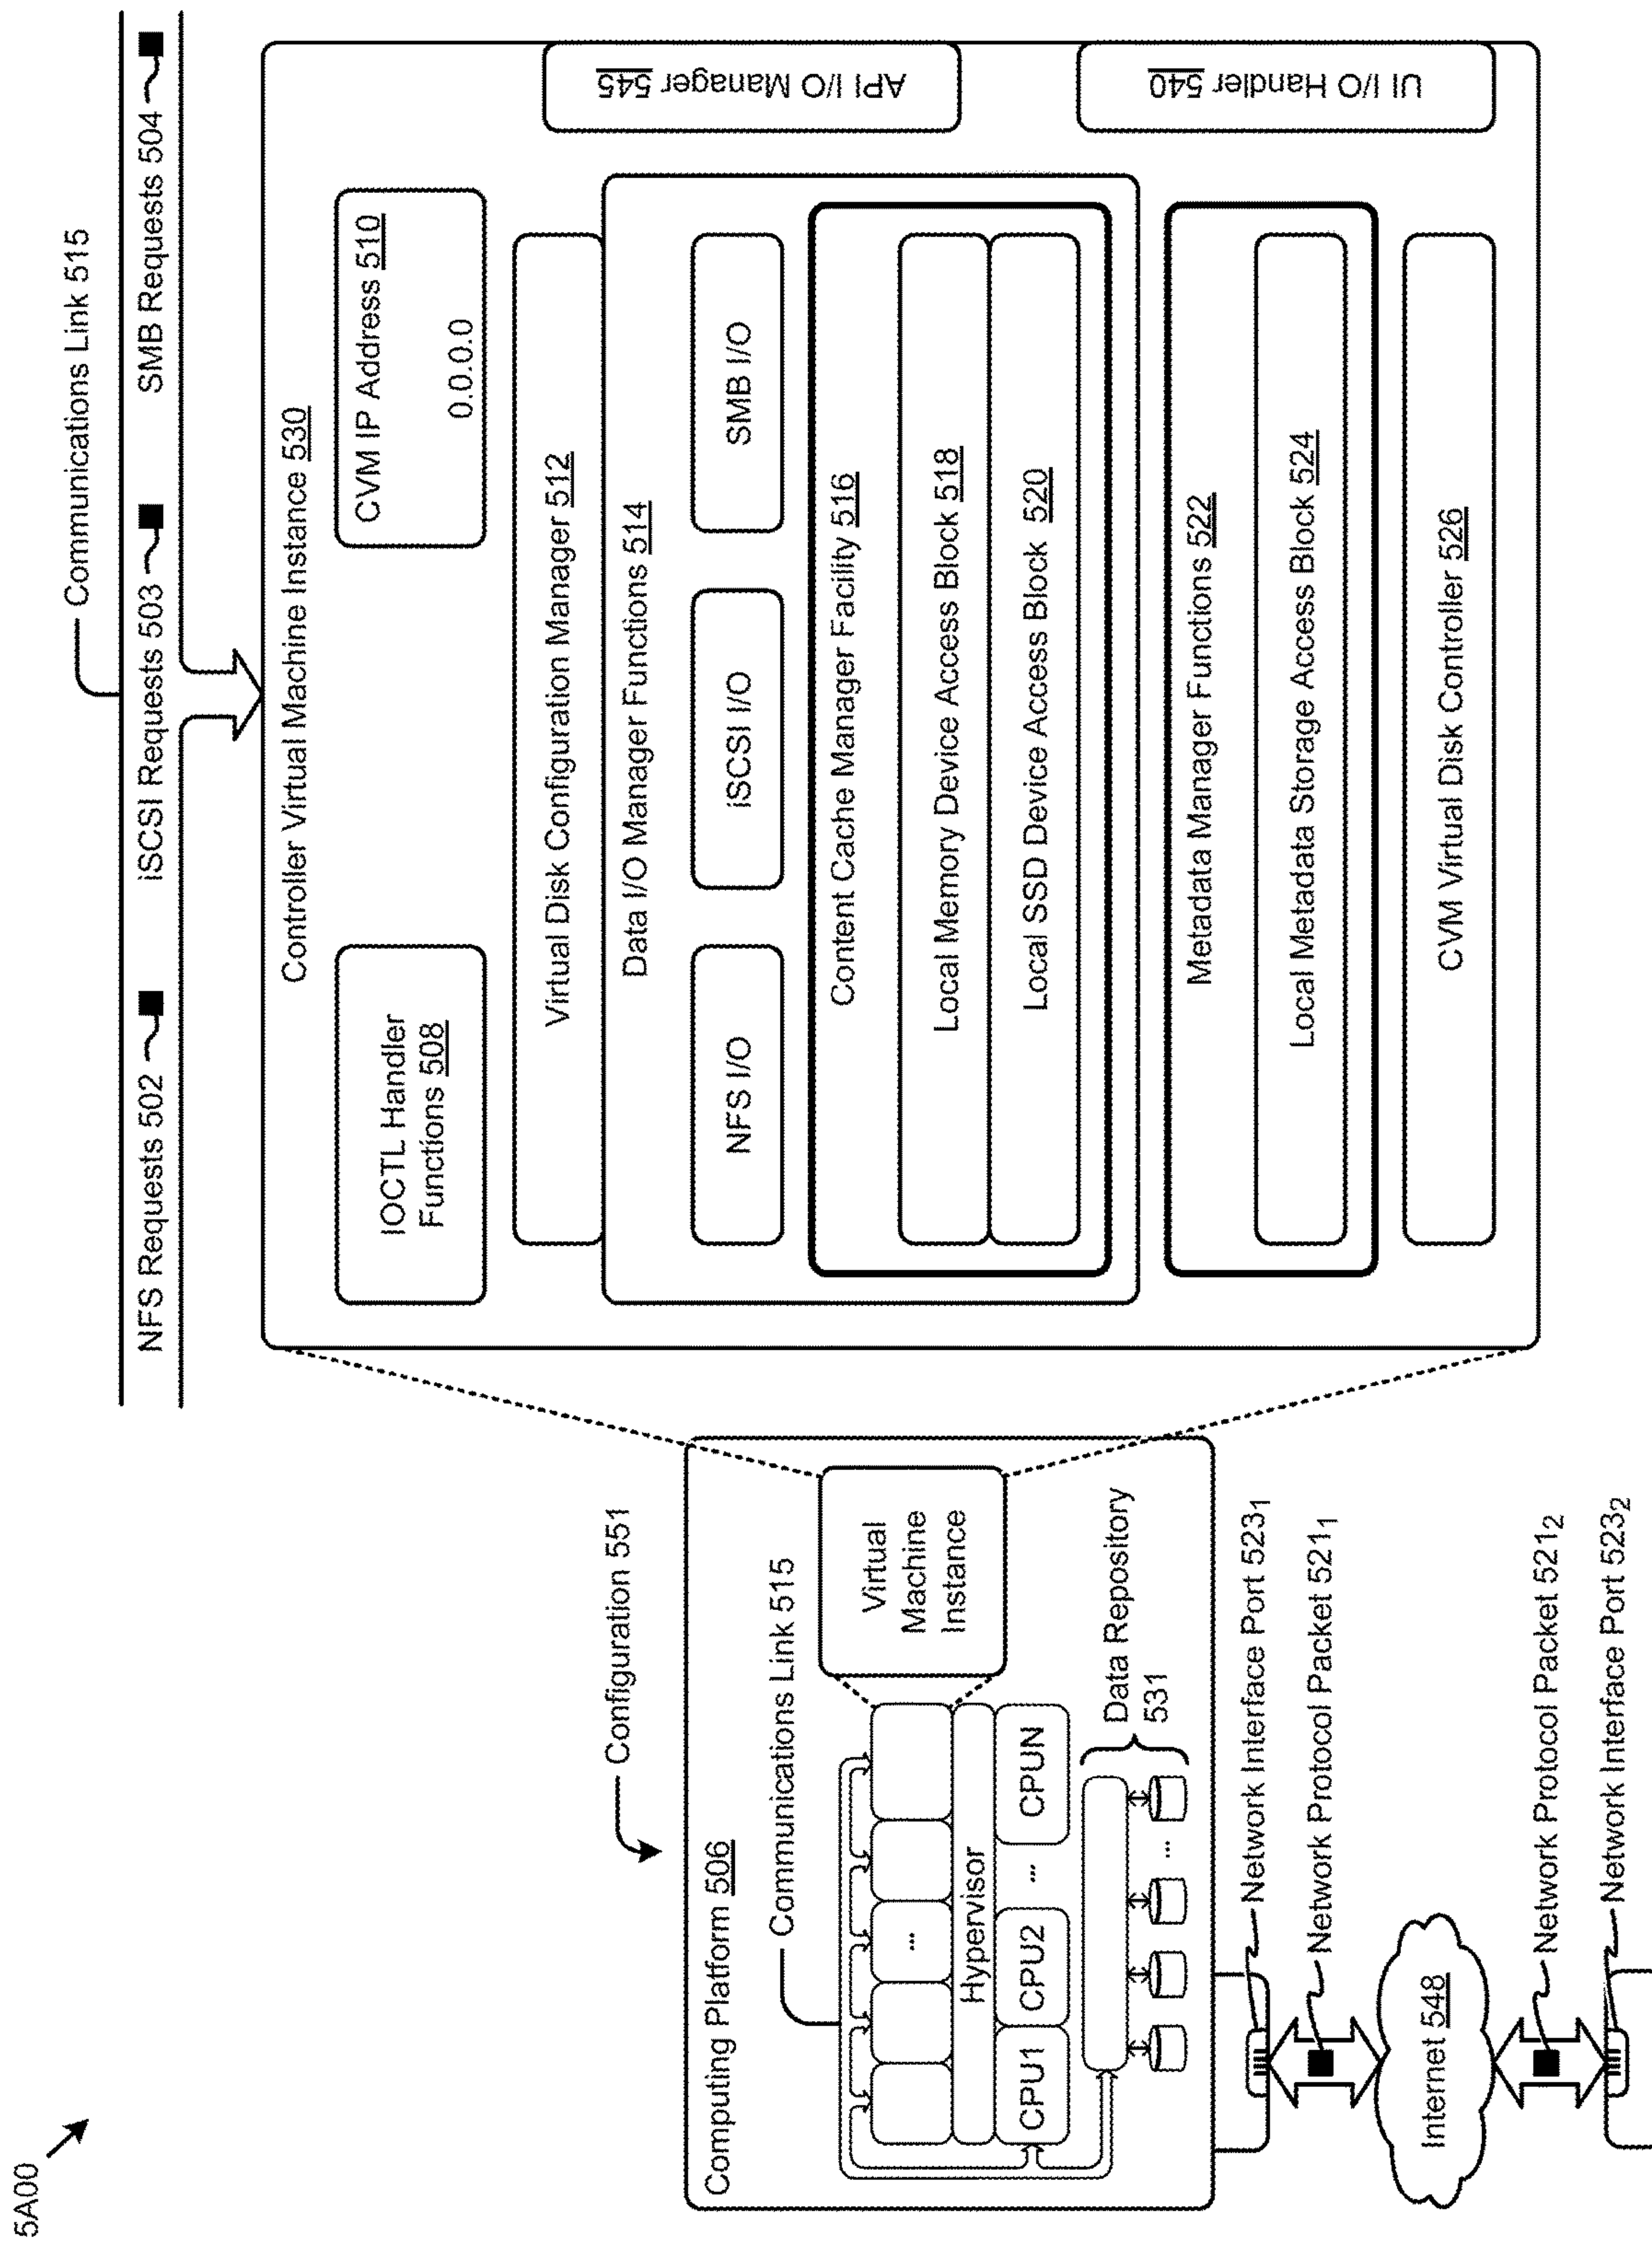 5A00
Communications Link 515
NFS Requests 502
iSCSI Requests 503
SMB Requests 504
Configuration 551
Computing Platform 506
Communications Link 515
...
Hypervisor
CPU1
CPU2
...
CPUN
Virtual
Machine
Instance
Data Repository
531
...
Network Interface Port 523₁
Network Protocol Packet 521₁
Internet 548
Network Protocol Packet 521₂
Network Interface Port 523₂
Controller Virtual Machine Instance 530
IOCTL Handler
Functions 508
CVM IP Address 510
0.0.0.0
Virtual Disk Configuration Manager 512
Data I/O Manager Functions 514
NFS I/O
iSCSI I/O
SMB I/O
Content Cache Manager Facility 516
Local Memory Device Access Block 518
Local SSD Device Access Block 520
Metadata Manager Functions 522
Local Metadata Storage Access Block 524
CVM Virtual Disk Controller 526
API I/O Manager 545
UI I/O Handler 540